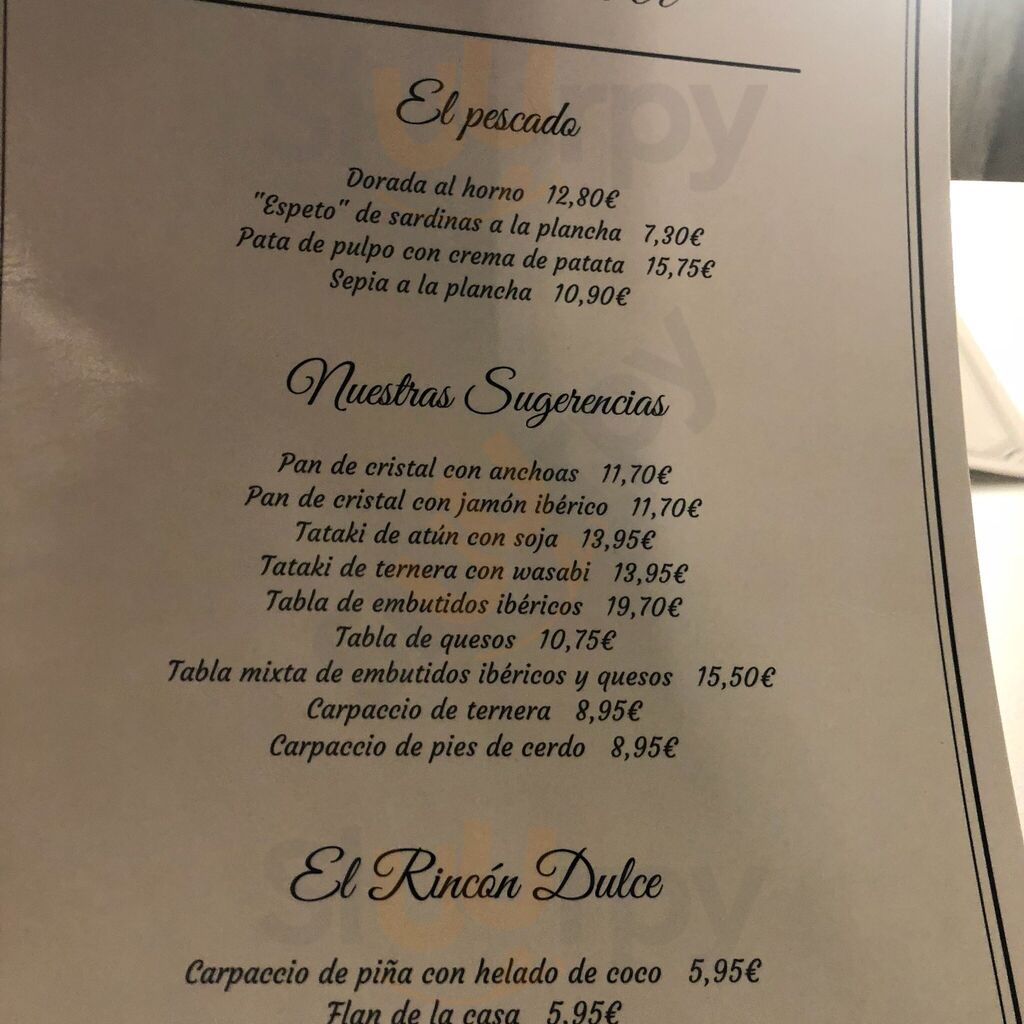 El pescado
Dorada al horno 12,80€
"Espeto" de sardinas a la plancha 7,30€
Pata de pulpo con crema de patata 15,75€
Sepia a la plancha 10,90€
Nuestras Sugerencias
Pan de cristal con anchoas 11,70€
Pan de cristal con jamón ibérico 11,70€
Tataki de atún con soja 13,95€
Tataki de ternera con wasabi 13,95€
Tabla de embutidos ibéricos 19,70€
Tabla de quesos 10,75€
Tabla mixta de embutidos ibéricos y quesos 15,50€
Carpaccio de ternera 8,95€
Carpaccio de pies de cerdo 8,95€
El Rincón Dulce
Carpaccio de piña con helado de coco 5,95€
Flan de la casa 5,95€